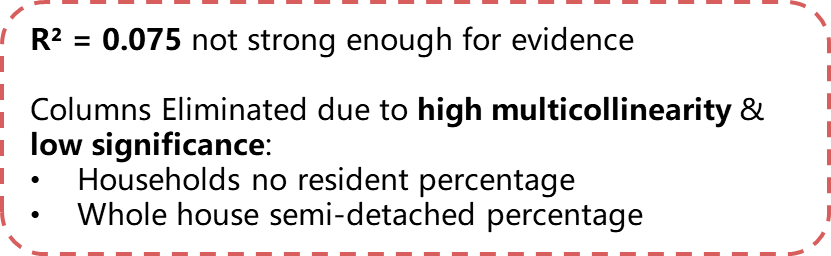 R² = 0.075 not strong enough for evidence
Columns Eliminated due to high multicollinearity &
low significance:
• Households no resident percentage
• Whole house semi-detached percentage